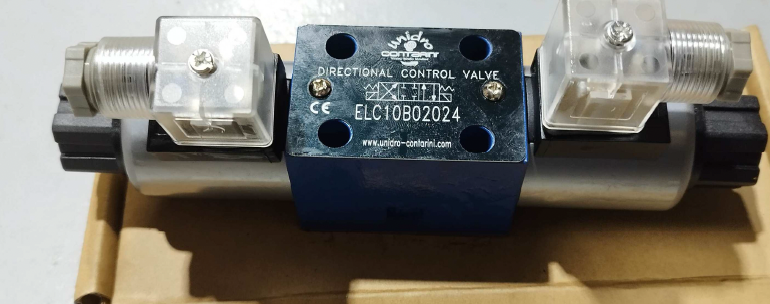 unidro
CONTARINI
DIRECTIONAL CONTROL VALVE
CE
ELC10B02024
www.unidro-contarini.com